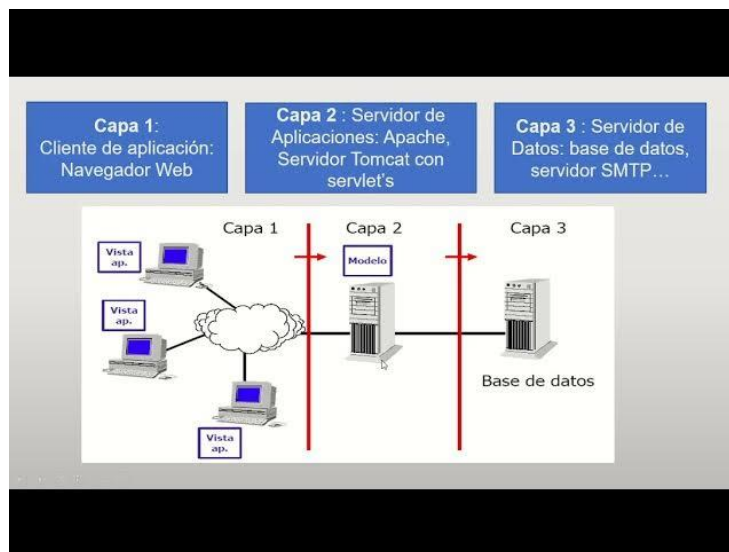 Capa 1:
Cliente de aplicación:
Navegador Web
Capa 2 : Servidor de
Aplicaciones: Apache,
Servidor Tomcat con
servlet's
Capa 3 : Servidor de
Datos: base de datos,
servidor SMTP...
Capa 1
Capa 2
Capa 3
Vista
ap.
Modelo
Vista
ap.
Vista
ap.
Base de datos